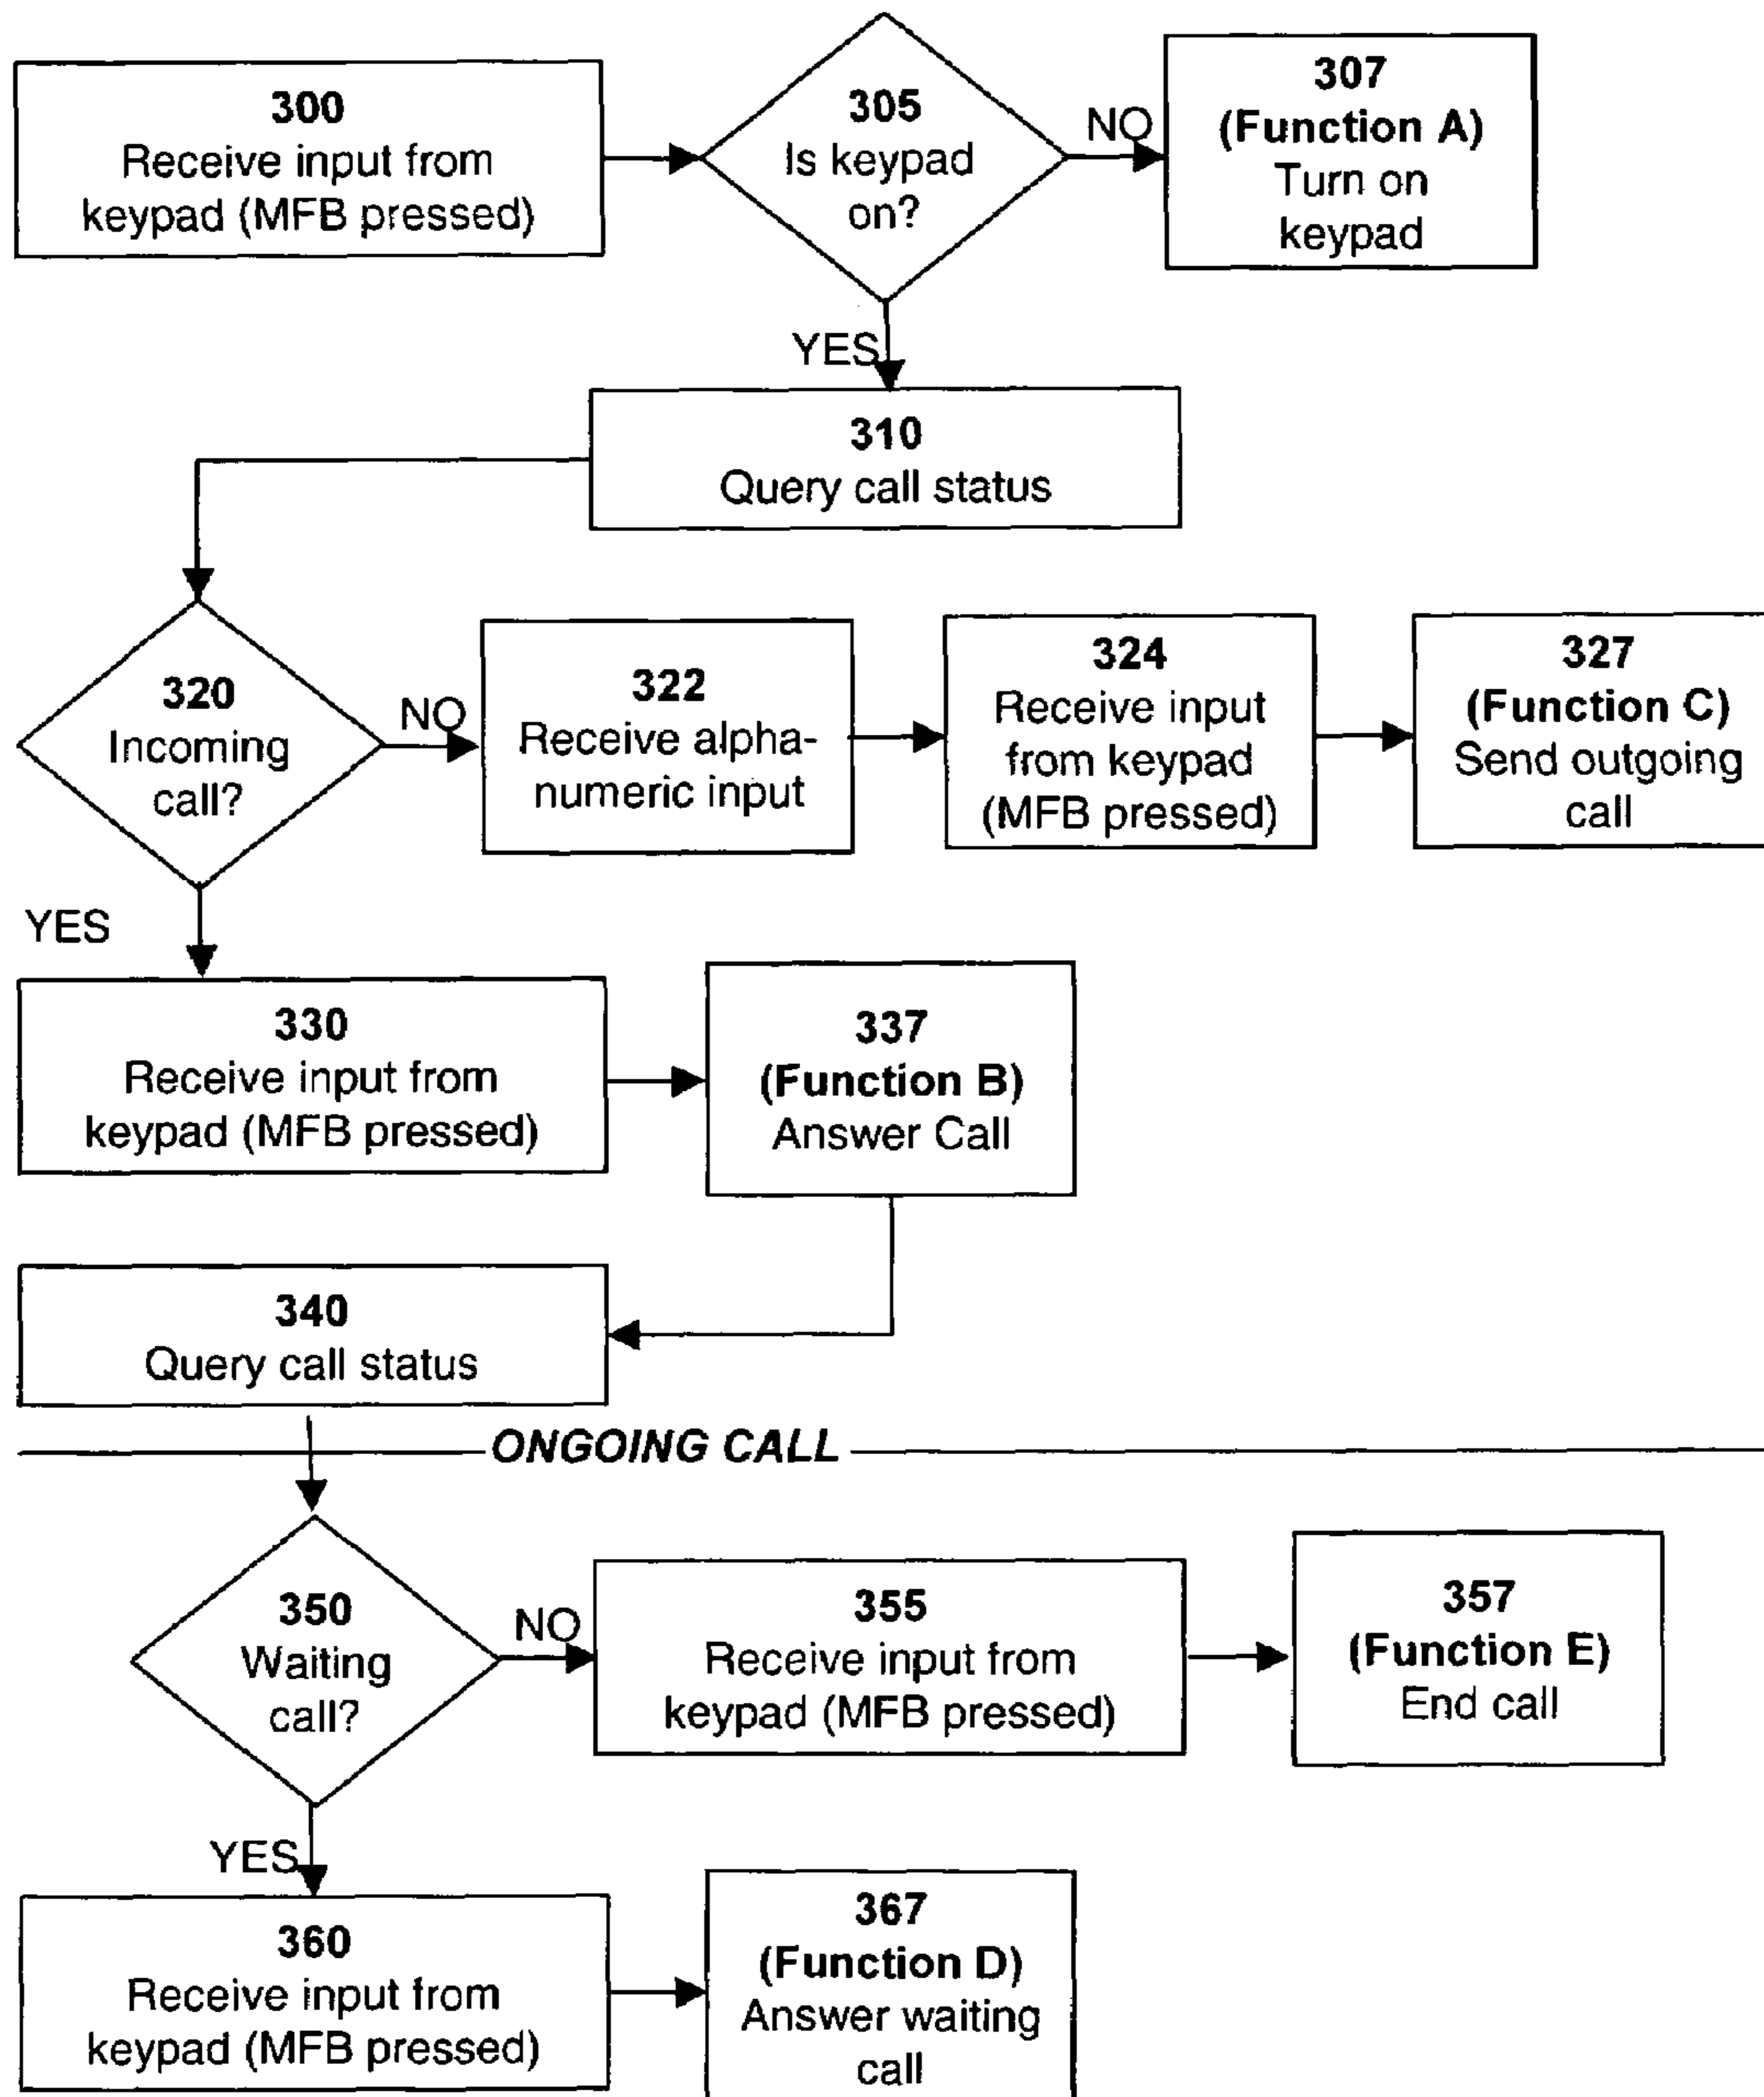 300
Receive input from
keypad (MFB pressed)
305
Is keypad
on?
NO
307
(Function A)
Turn on
keypad
YES
310
Query call status
320
Incoming
call?
NO
322
Receive alpha-
numeric input
324
Receive input
from keypad
(MFB pressed)
327
(Function C)
Send outgoing
call
YES
330
Receive input from
keypad (MFB pressed)
337
(Function B)
Answer Call
340
Query call status
ONGOING CALL
350
Waiting
call?
NO
355
Receive input from
keypad (MFB pressed)
357
(Function E)
End call
YES
360
Receive input from
keypad (MFB pressed)
367
(Function D)
Answer waiting
call